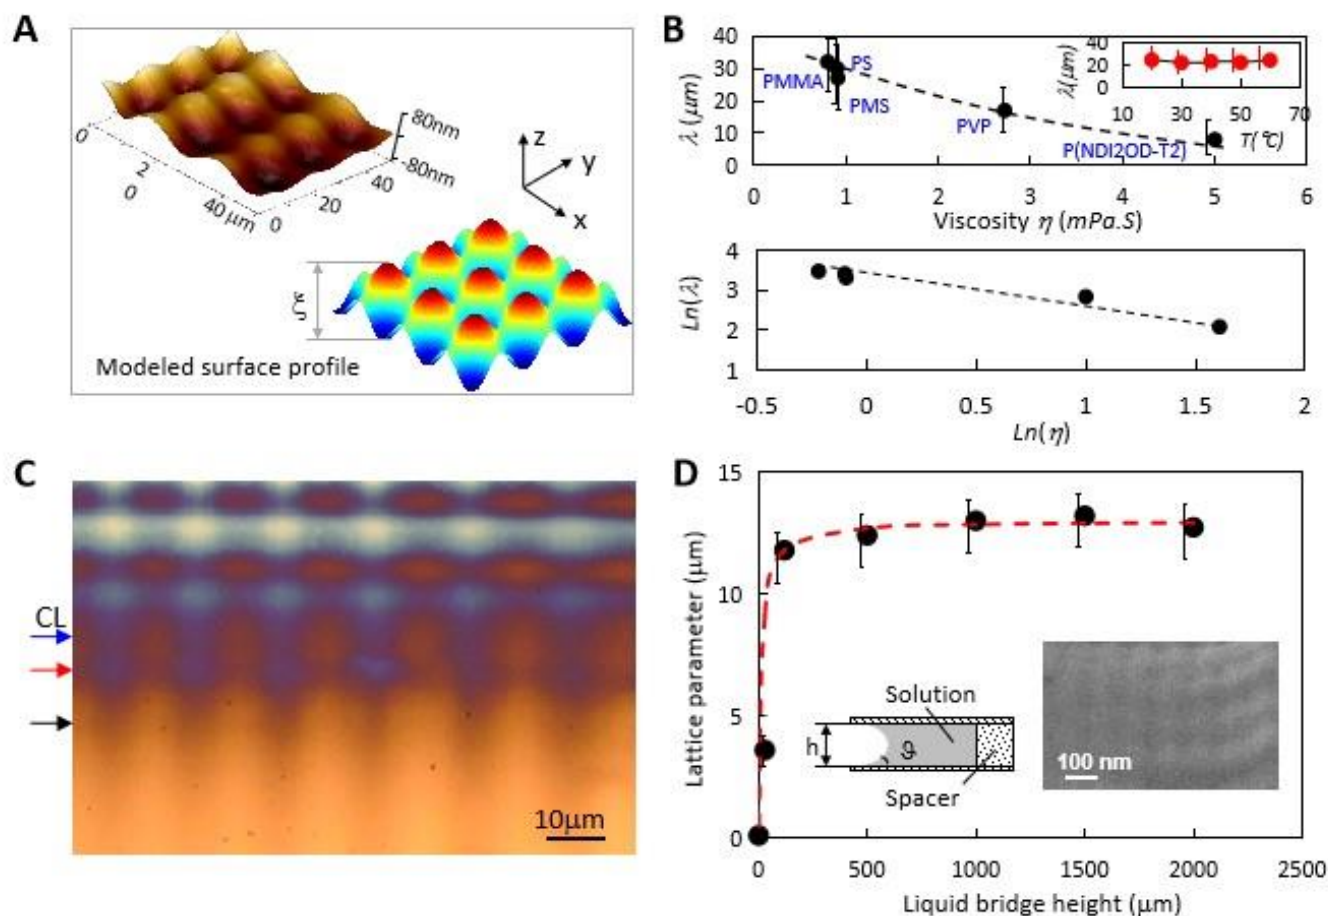 A
80nm
-80nm
0
2
0
40 μm
0
20
40
z
y
x
ξ
Modeled surface profile
B
λ (μm)
40
30
20
10
0
PS
PMMA
PMS
PVP
P(NDI2OD-T2)
λ(μm)
40
20
0
10
30
50
70
T(°C)
0
1
2
3
4
5
6
Viscosity η (mPa.S)
Ln(λ)
4
3
2
1
-0.5
0
0.5
1
1.5
2
Ln(η)
C
CL
10μm
D
Lattice parameter (μm)
15
10
5
0
Solution
h
ϑ
Spacer
100 nm
0
500
1000
1500
2000
2500
Liquid bridge height (μm)